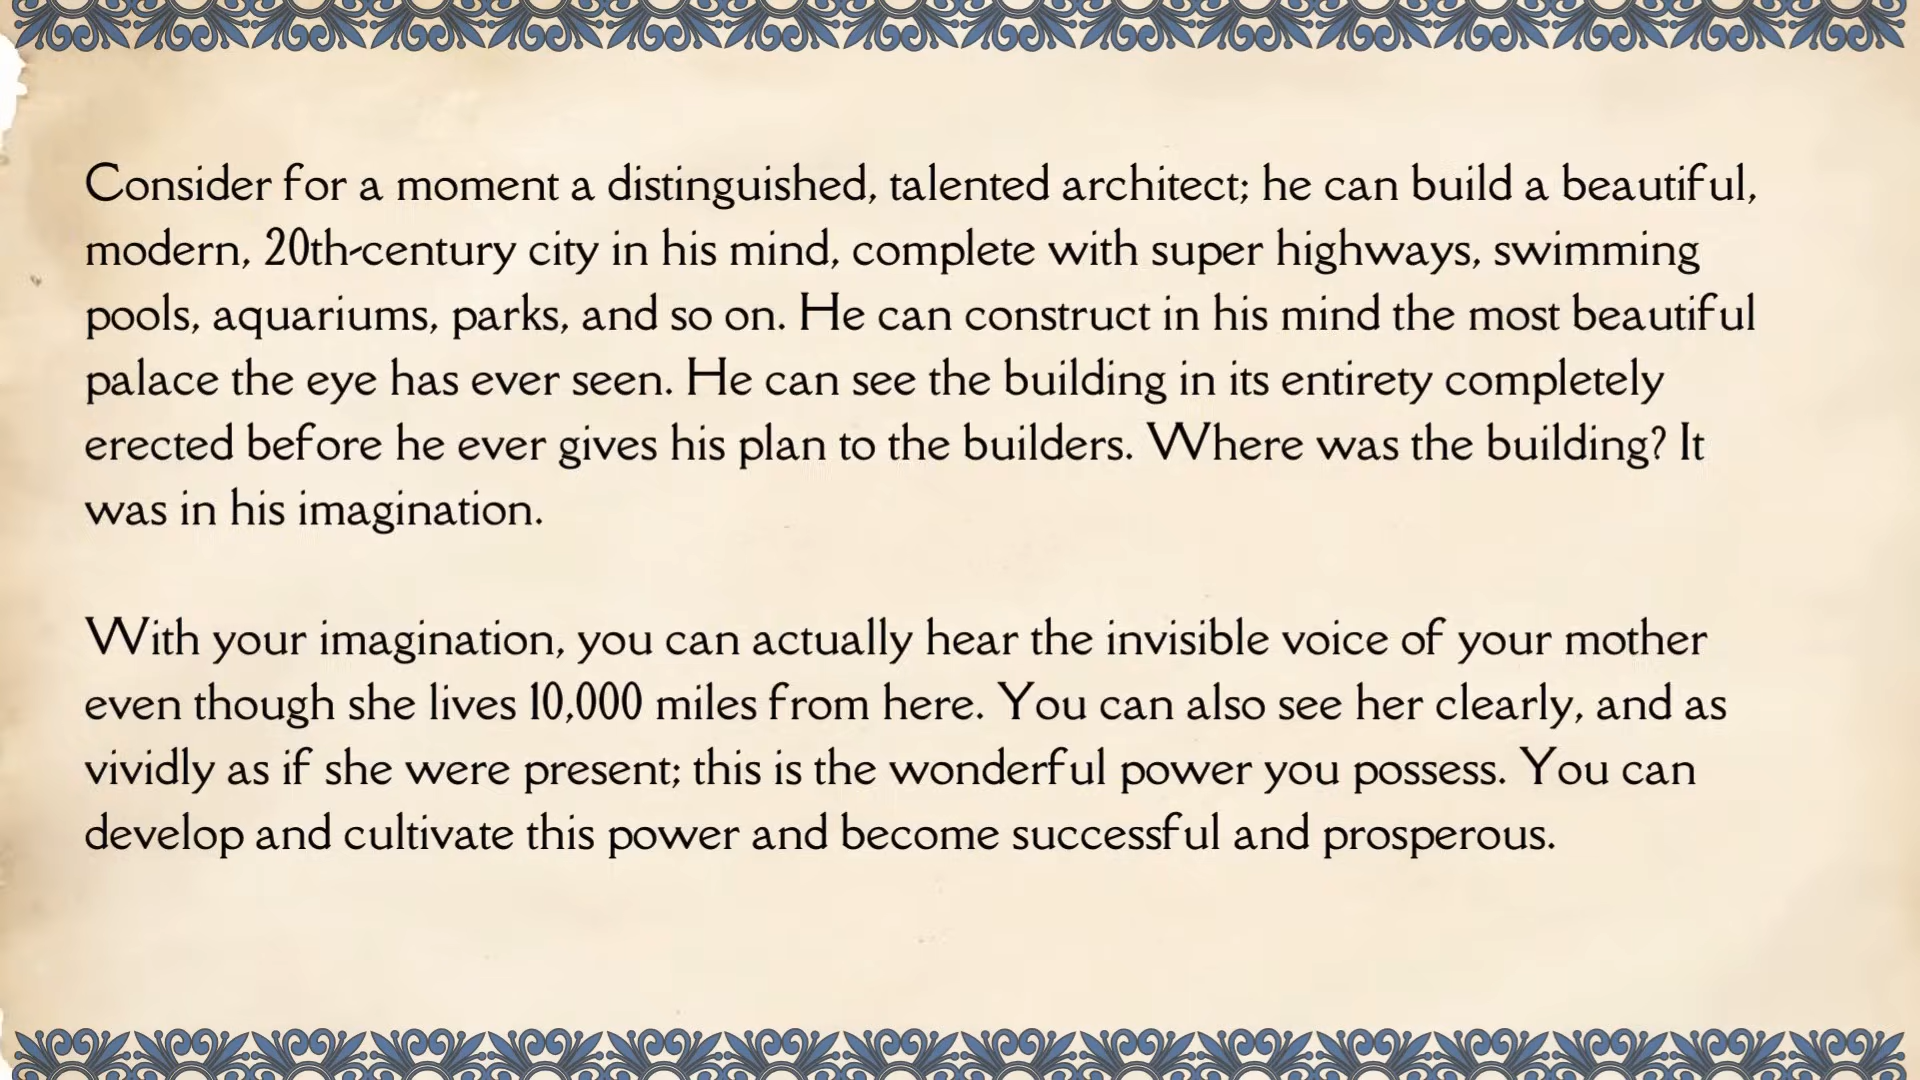 Consider for a moment a distinguished, talented architect; he can build a beautiful,
modern, 20th-century city in his mind, complete with super highways, swimming
pools, aquariums, parks, and so on. He can construct in his mind the most beautiful
palace the eye has ever seen. He can see the building in its entirety completely
erected before he ever gives his plan to the builders. Where was the building? It
was in his imagination.
With your imagination, you can actually hear the invisible voice of your mother
even though she lives 10,000 miles from here. You can also see her clearly, and as
vividly as if she were present; this is the wonderful power you possess. You can
develop and cultivate this power and become successful and prosperous.